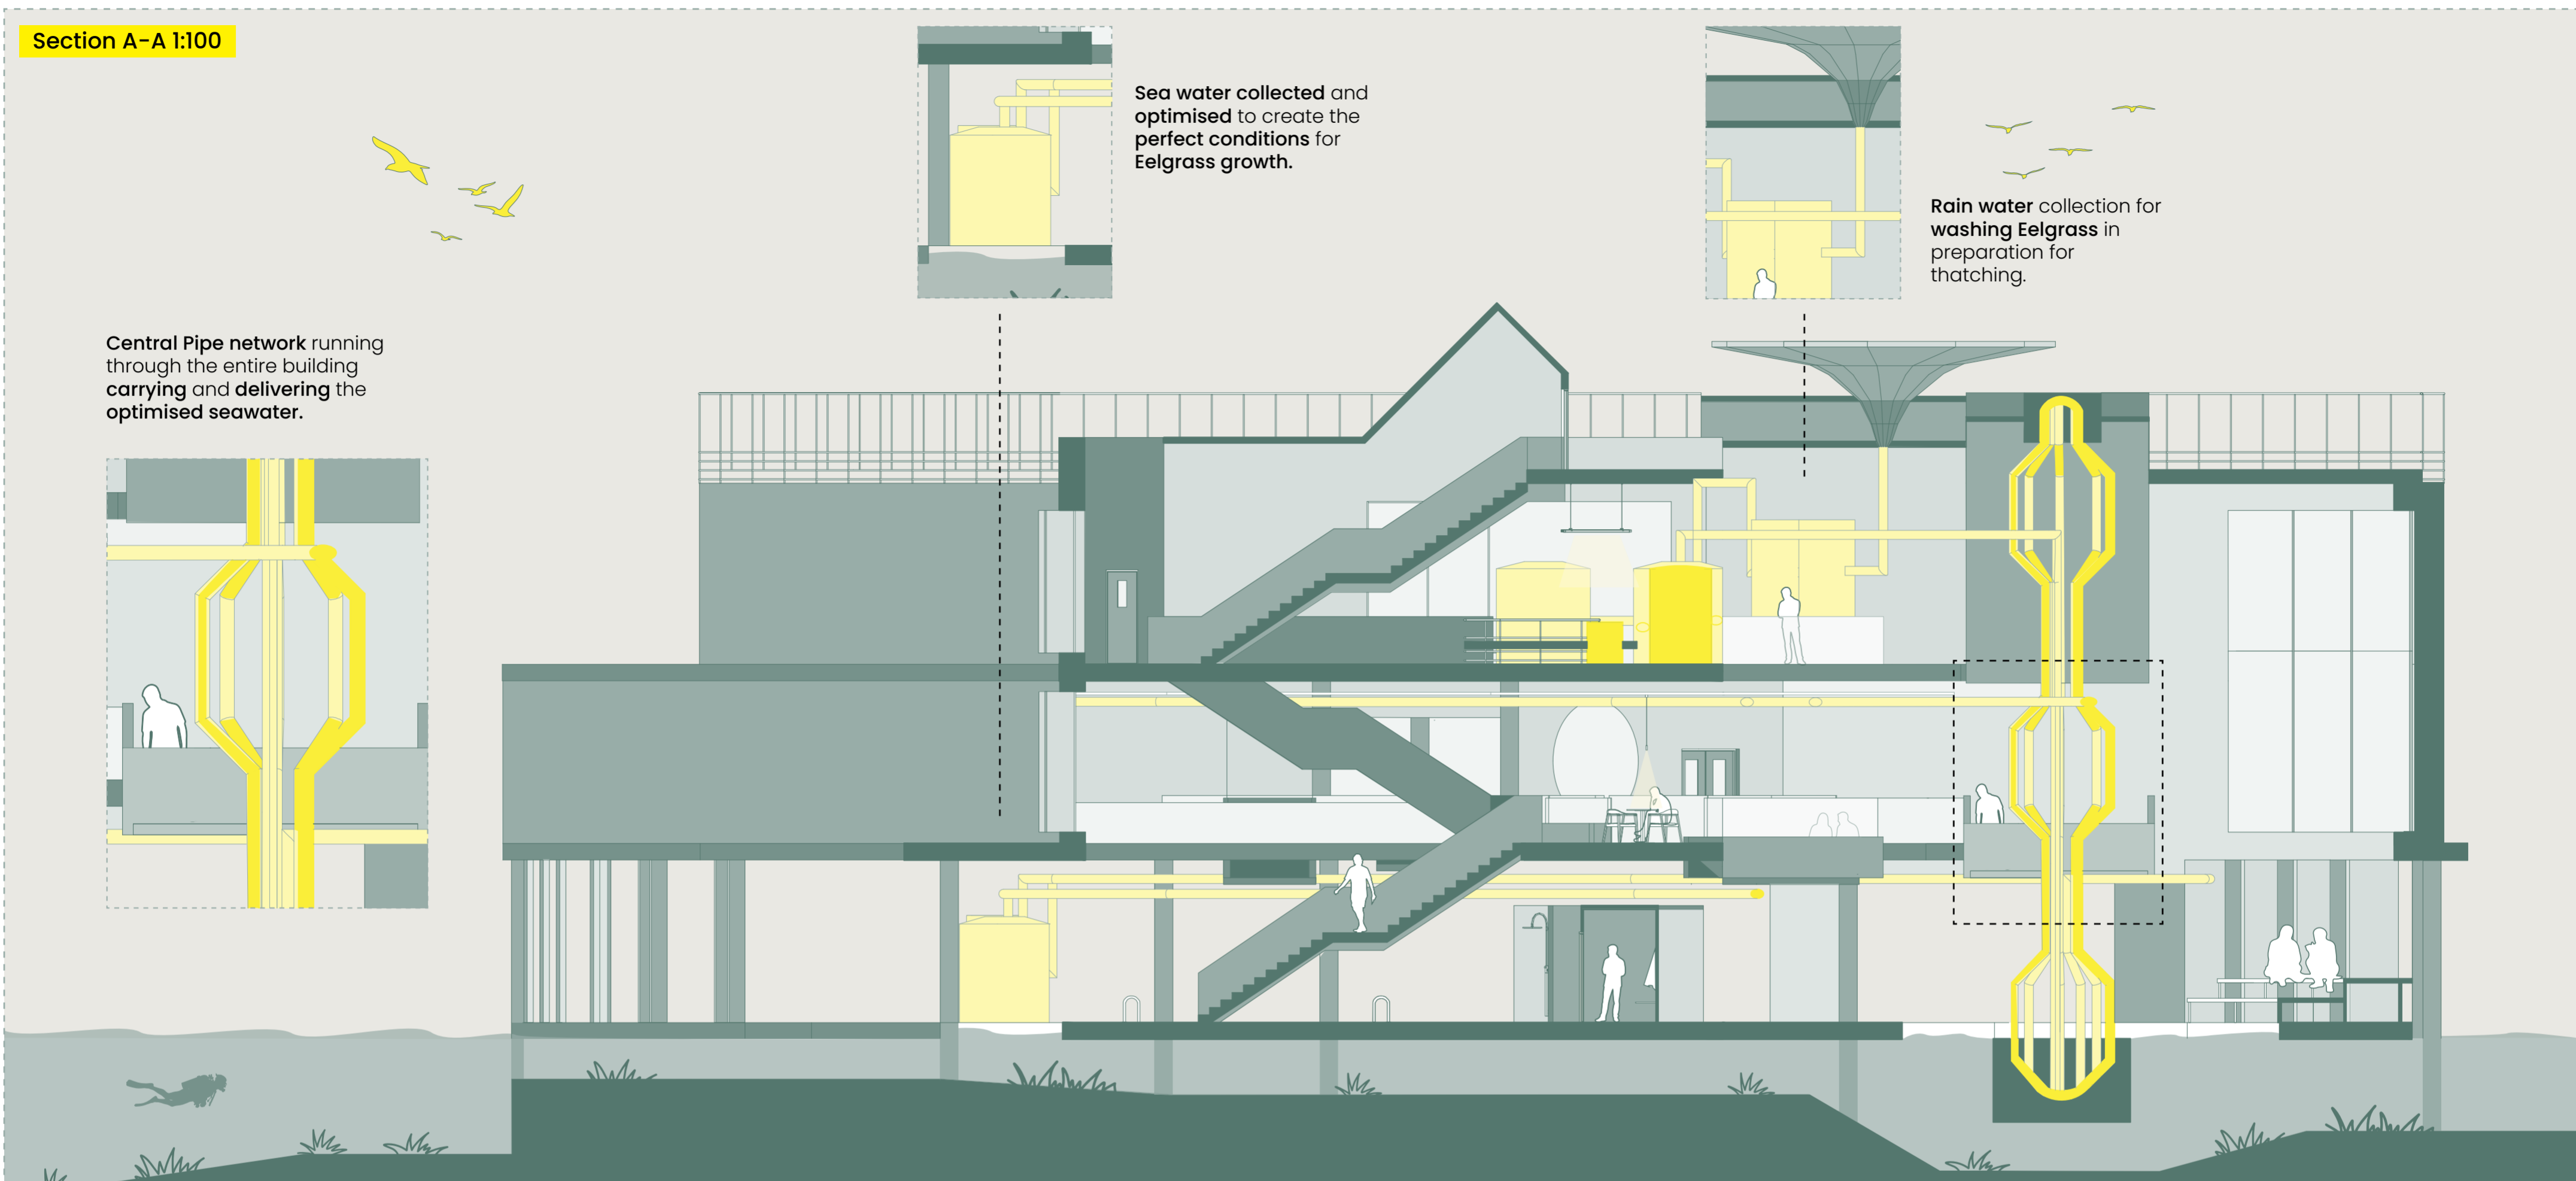 Section A-A 1:100
Sea water collected and
optimised to create the
perfect conditions for
Eelgrass growth.
Rain water collection for
washing Eelgrass in
preparation for
thatching.
Central Pipe network running
through the entire building
carrying and delivering the
optimised seawater.